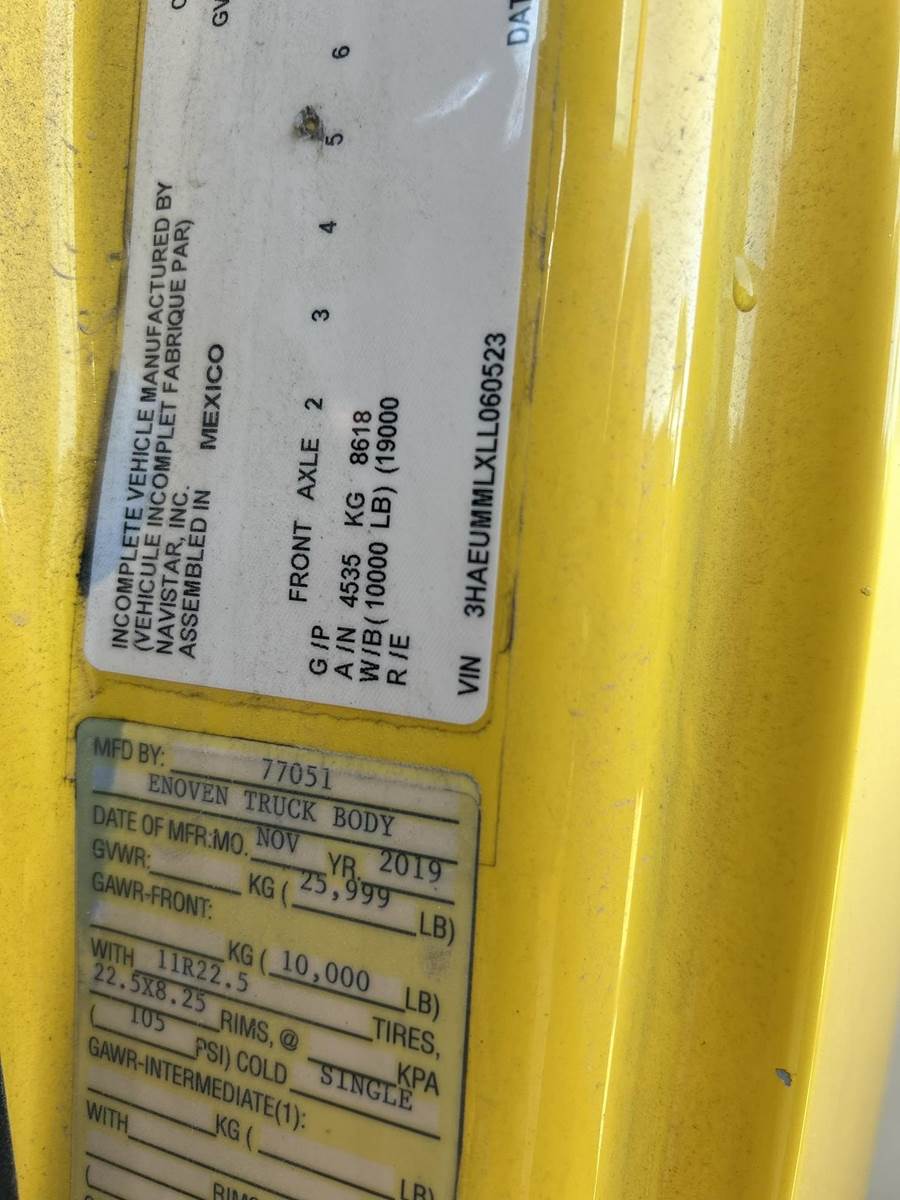 INCOMPLETE VEHICLE MANUFACTURED BY
(VEHICULE INCOMPLET FABRIQUE PAR)
NAVISTAR, INC.
ASSEMBLED IN MEXICO
FRONT AXLE 2 3 4 5 6
G/P
A/N 4535 KG 8618
W/B (10000 LB) (19000
R/E
VIN 3HAEUMMLXLL060523
MFD BY: 77051
ENOVEN TRUCK BODY
DATE OF MFR: MO. NOV YR. 2019
GVWR: KG ( 25,999 LB)
GAWR-FRONT:
KG ( 10,000 LB)
WITH 11R22.5 TIRES,
22.5X8.25 RIMS, @ KPA
( 105 PSI) COLD SINGLE
GAWR-INTERMEDIATE(1):
KG ( LB)
WITH
( RIMS